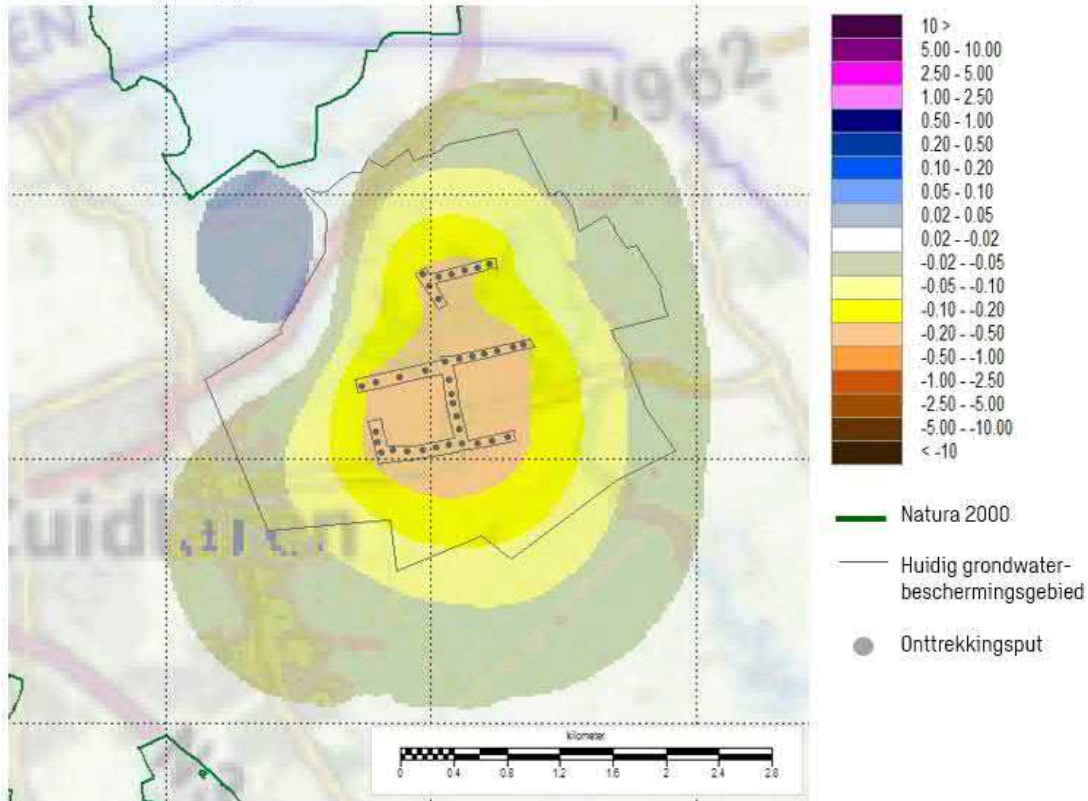 N962
10 >
5.00 - 10.00
2.50 - 5.00
1.00 - 2.50
0.50 - 1.00
0.20 - 0.50
0.10 - 0.20
0.05 - 0.10
0.02 - 0.05
0.02 - -0.02
-0.02 - -0.05
-0.05 - -0.10
-0.10 - -0.20
-0.20 - -0.50
-0.50 - -1.00
-1.00 - -2.50
-2.50 - -5.00
-5.00 - -10.00
< -10
Natura 2000
Huidig grondwater-
beschermingsgebied
Onttrekkingsput
kilometer
0 0.4 0.8 1.2 1.6 2 2.4 2.8